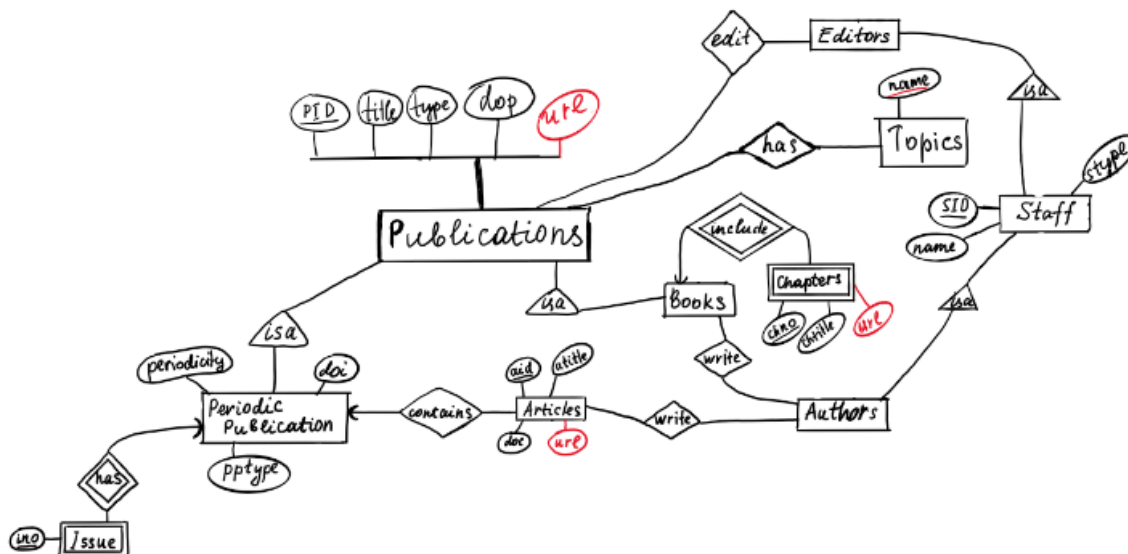 edit
Editors
isa
PID
title
type
dop
url
name
has
Topics
stype
SID
Staff
name
Publications
include
Chapters
Books
isa
chno
chtitle
url
isa
isa
write
periodicity
doi
Periodic
Publication
pptype
contains
aid
atitle
Articles
doc
url
write
Authors
has
ino
Issue